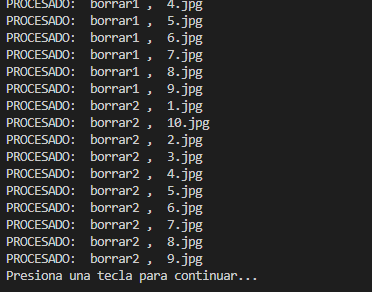 PROCESADO:  borrar1 ,  4.jpg
PROCESADO:  borrar1 ,  5.jpg
PROCESADO:  borrar1 ,  6.jpg
PROCESADO:  borrar1 ,  7.jpg
PROCESADO:  borrar1 ,  8.jpg
PROCESADO:  borrar1 ,  9.jpg
PROCESADO:  borrar2 ,  1.jpg
PROCESADO:  borrar2 ,  10.jpg
PROCESADO:  borrar2 ,  2.jpg
PROCESADO:  borrar2 ,  3.jpg
PROCESADO:  borrar2 ,  4.jpg
PROCESADO:  borrar2 ,  5.jpg
PROCESADO:  borrar2 ,  6.jpg
PROCESADO:  borrar2 ,  7.jpg
PROCESADO:  borrar2 ,  8.jpg
PROCESADO:  borrar2 ,  9.jpg
Presiona una tecla para continuar...